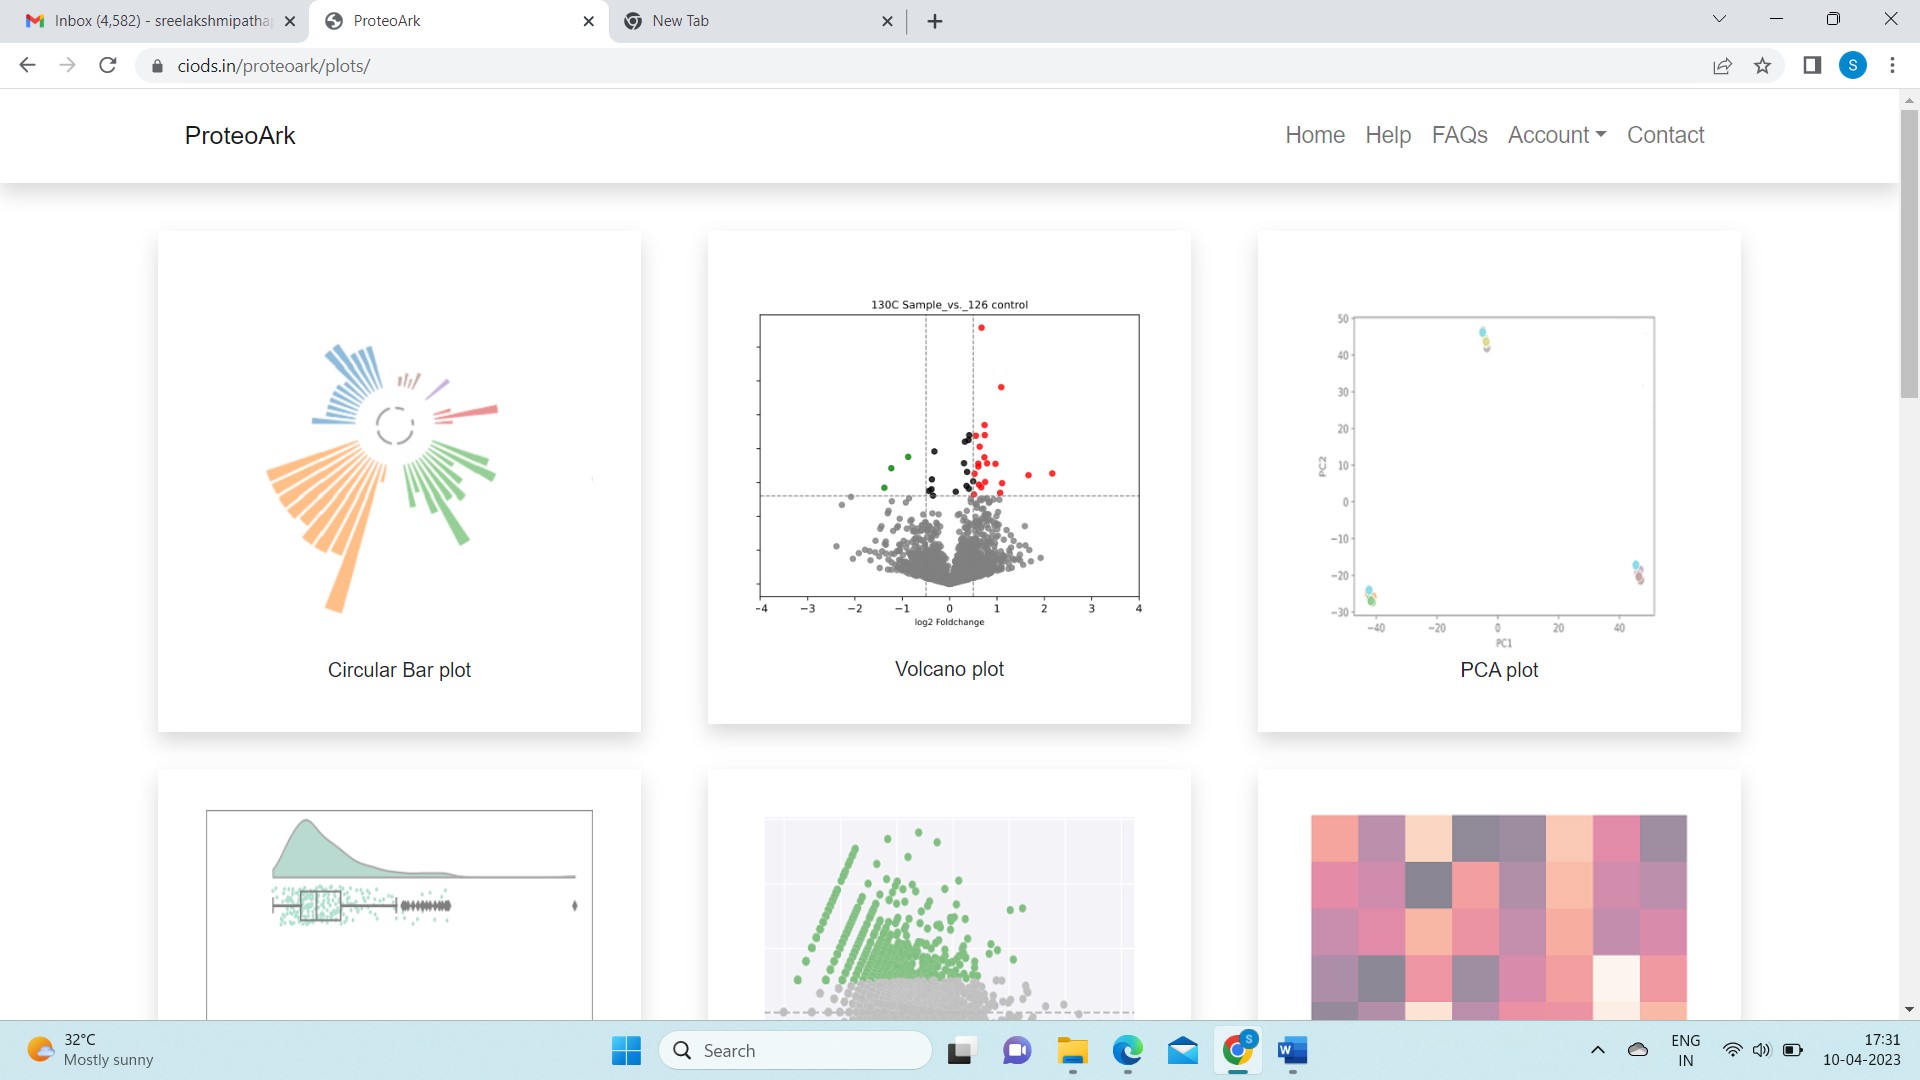 Inbox (4,582) - sreelakshmipatha
ProteoArk
New Tab
ciods.in/proteoark/plots/
S
ProteoArk
Home Help FAQs Account Contact
130C Sample_vs._126 control
-4 -3 -2 -1 0 1 2 3 4
log2 Foldchange
50
40
30
20
10
0
-10
-20
-30
PC2
-40 -20 0 20 40
PC1
Circular Bar plot
Volcano plot
PCA plot
32°C
Mostly sunny
Search
S
W
ENG
IN
17:31
10-04-2023